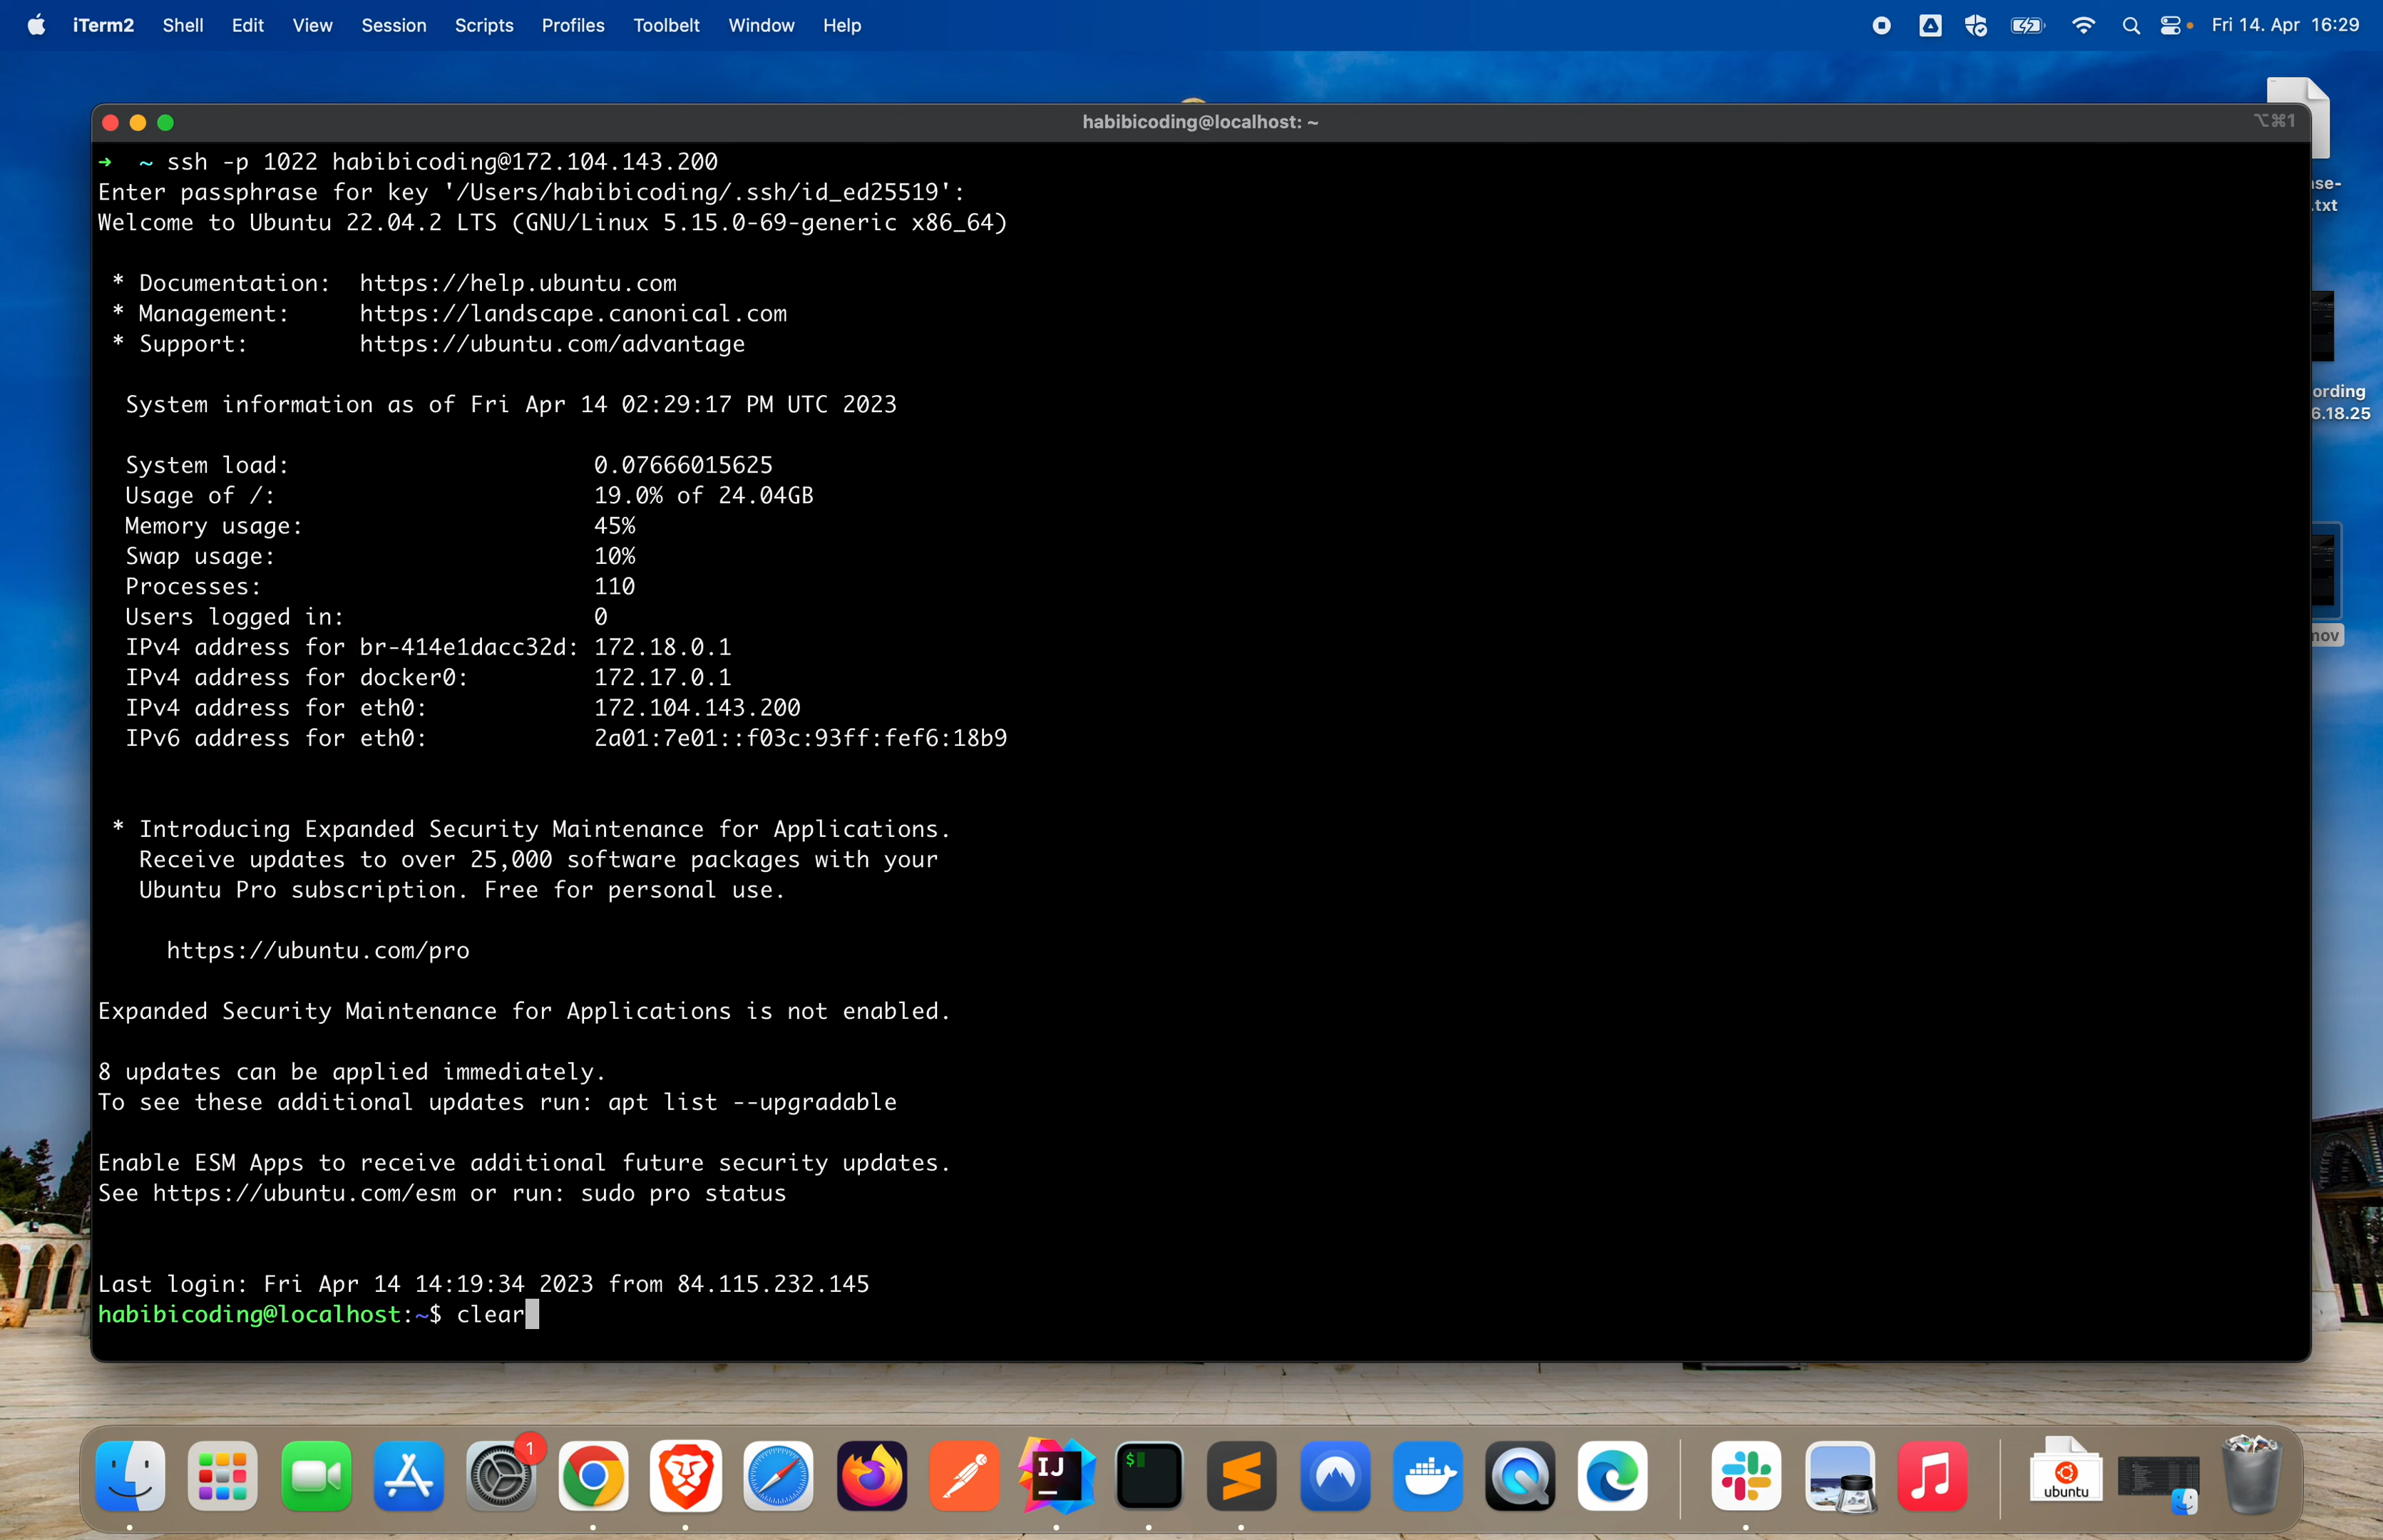 iTerm2 Shell Edit View Session Scripts Profiles Toolbelt Window Help Fri 14. Apr 16:29
habibicoding@localhost: ~ ⌥⌘1
→ ~ ssh -p 1022 habibicoding@172.104.143.200
Enter passphrase for key '/Users/habibicoding/.ssh/id_ed25519':
Welcome to Ubuntu 22.04.2 LTS (GNU/Linux 5.15.0-69-generic x86_64)
* Documentation: https://help.ubuntu.com
* Management: https://landscape.canonical.com
* Support: https://ubuntu.com/advantage
System information as of Fri Apr 14 02:29:17 PM UTC 2023
System load: 0.07666015625
Usage of /: 19.0% of 24.04GB
Memory usage: 45%
Swap usage: 10%
Processes: 110
Users logged in: 0
IPv4 address for br-414e1dacc32d: 172.18.0.1
IPv4 address for docker0: 172.17.0.1
IPv4 address for eth0: 172.104.143.200
IPv6 address for eth0: 2a01:7e01::f03c:93ff:fef6:18b9
* Introducing Expanded Security Maintenance for Applications.
Receive updates to over 25,000 software packages with your
Ubuntu Pro subscription. Free for personal use.
https://ubuntu.com/pro
Expanded Security Maintenance for Applications is not enabled.
8 updates can be applied immediately.
To see these additional updates run: apt list --upgradable
Enable ESM Apps to receive additional future security updates.
See https://ubuntu.com/esm or run: sudo pro status
Last login: Fri Apr 14 14:19:34 2023 from 84.115.232.145
habibicoding@localhost:~$ clear
.txt
ording
6.18.25
mov
1
IJ
$
ubuntu